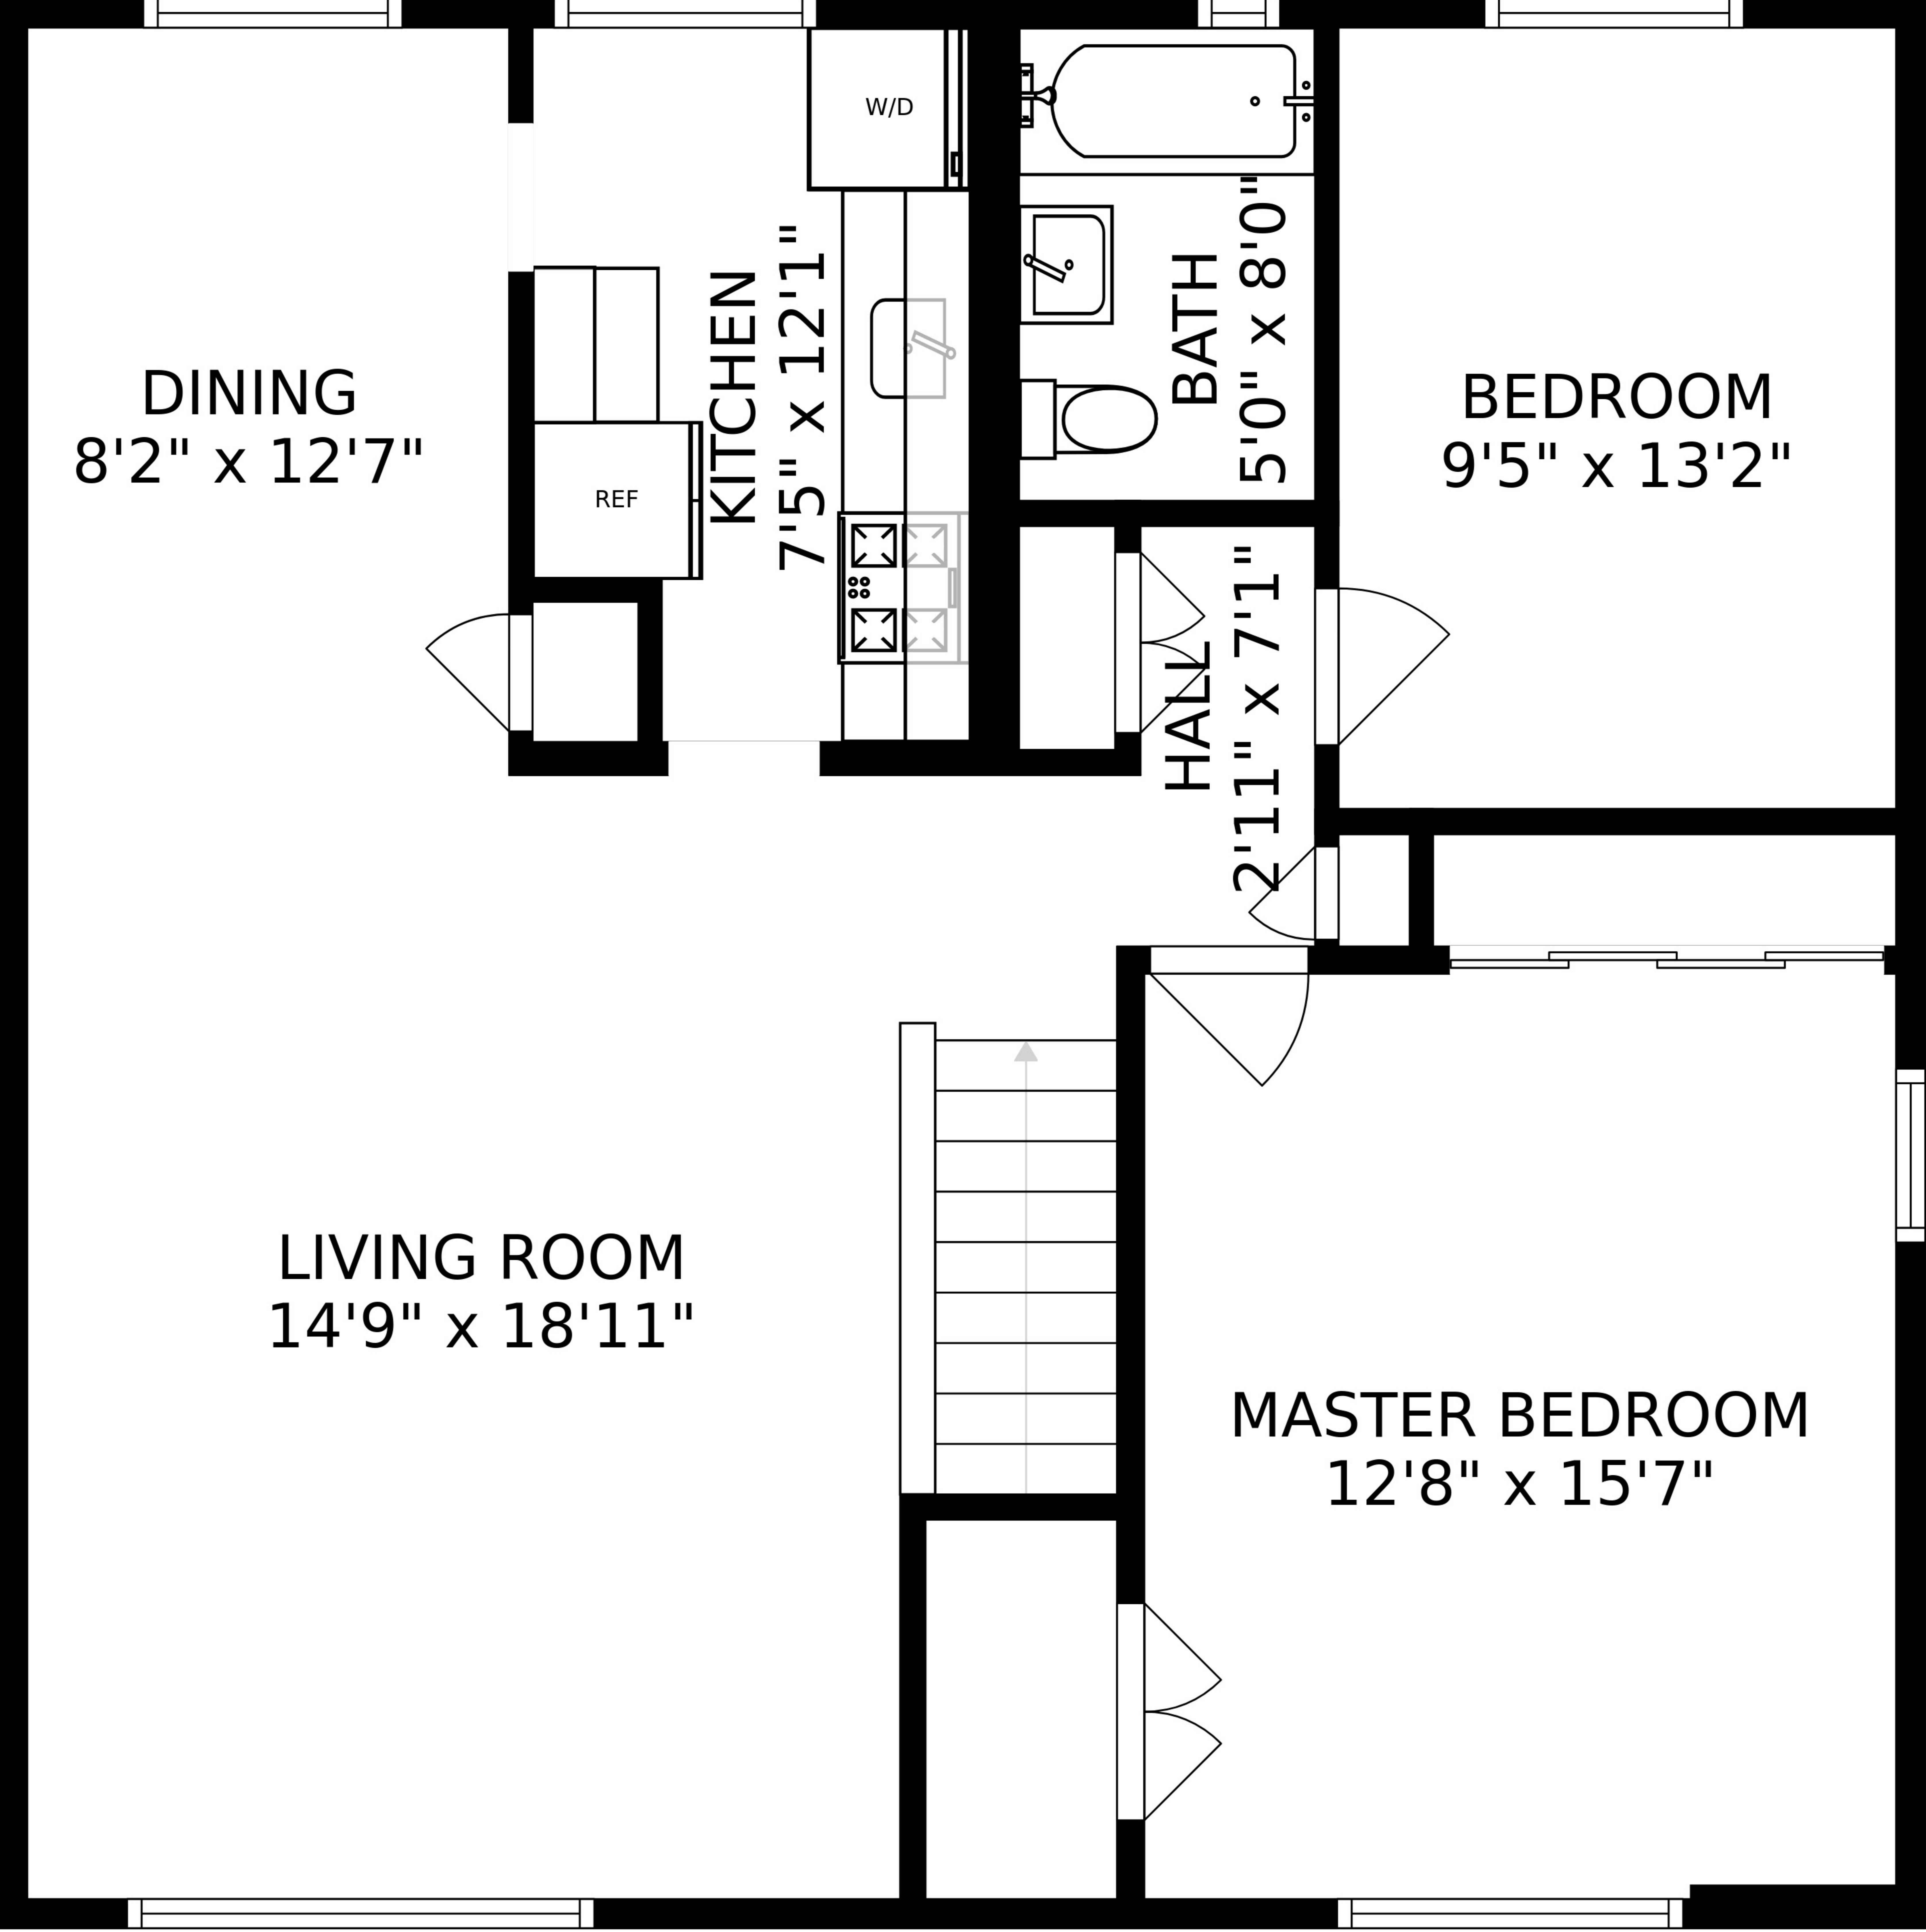 W/D
DINING
8'2" x 12'7"
REF
KITCHEN
7'5" x 12'1"
BATH
5'0" x 8'0"
BEDROOM
9'5" x 13'2"
HALL
2'11" x 7'1"
LIVING ROOM
14'9" x 18'11"
MASTER BEDROOM
12'8" x 15'7"